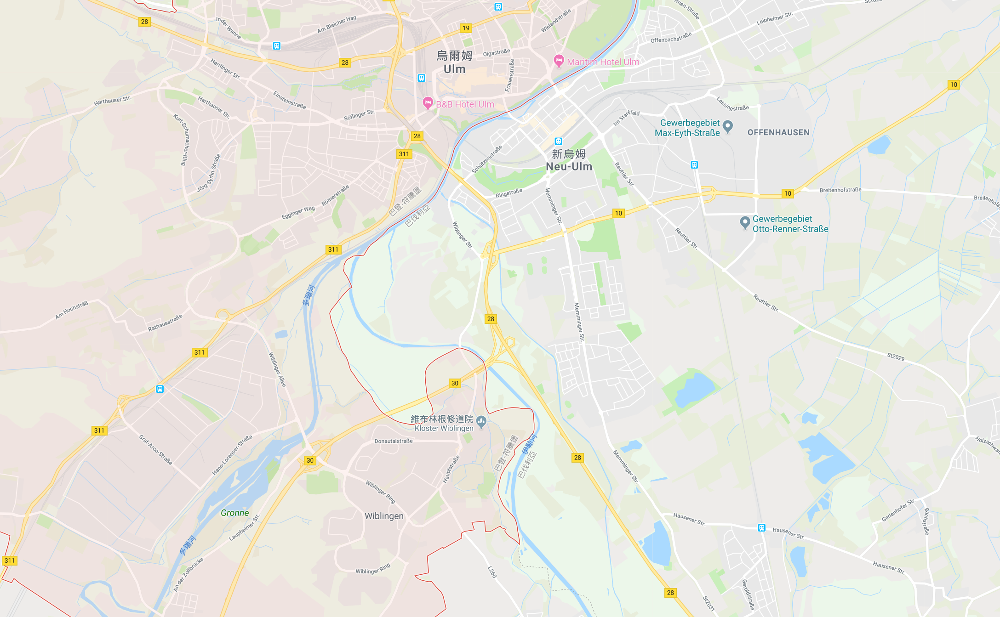 28
In der Wanne
Am Bleicher Hag
19
Wielandstraße
Offenbachstraße
Leipheimer Str.
28
烏爾姆
Ulm
Olgastraße
Frauenstraße
Maritim Hotel Ulm
Herrlinger Str.
10
Harthauser Str.
Harthauser Str.
Einsteinstraße
Söflinger Str.
B&B Hotel Ulm
Lessingstraße
Im Starkfeld
Kurt-Schumacher-Ring
Gewerbegebiet
Max-Eyth-Straße
OFFENHAUSEN
28
311
新烏姆
Neu-Ulm
Schützenstraße
Jörg-Syrlin-Straße
Reuttier Str.
Römerstraße
巴登-符騰堡
巴伐利亞
Ringstraße
Memminger Str.
10
Breitenhofstraße
Egginger Weg
10
Wiblinger Str.
Gewerbegebiet
Otto-Renner-Straße
Reuttier Str.
311
多瑙河
Am Hochsträß
Rathausstraße
28
Memminger Str.
Reuttier Str.
311
Wiblinger Allee
St2029
30
維布林根修道院
Kloster Wiblingen
311
Graf-Arco-Straße
Hans-Lorenser-Straße
Donautalstraße
巴登-符騰堡
伊勒河
巴伐利亞
30
28
Hauptstraße
Memminger Str.
Wiblinger Ring
Gronne
Wiblingen
Laupheimer Str.
Hausener Str.
Hausener Str.
Gerlenhofer Str.
Bachstraße
多瑙河
311
An der Zollbrücke
Wiblinger Ring
L260
Hausener Str.
28
St2031
Geroldstraße